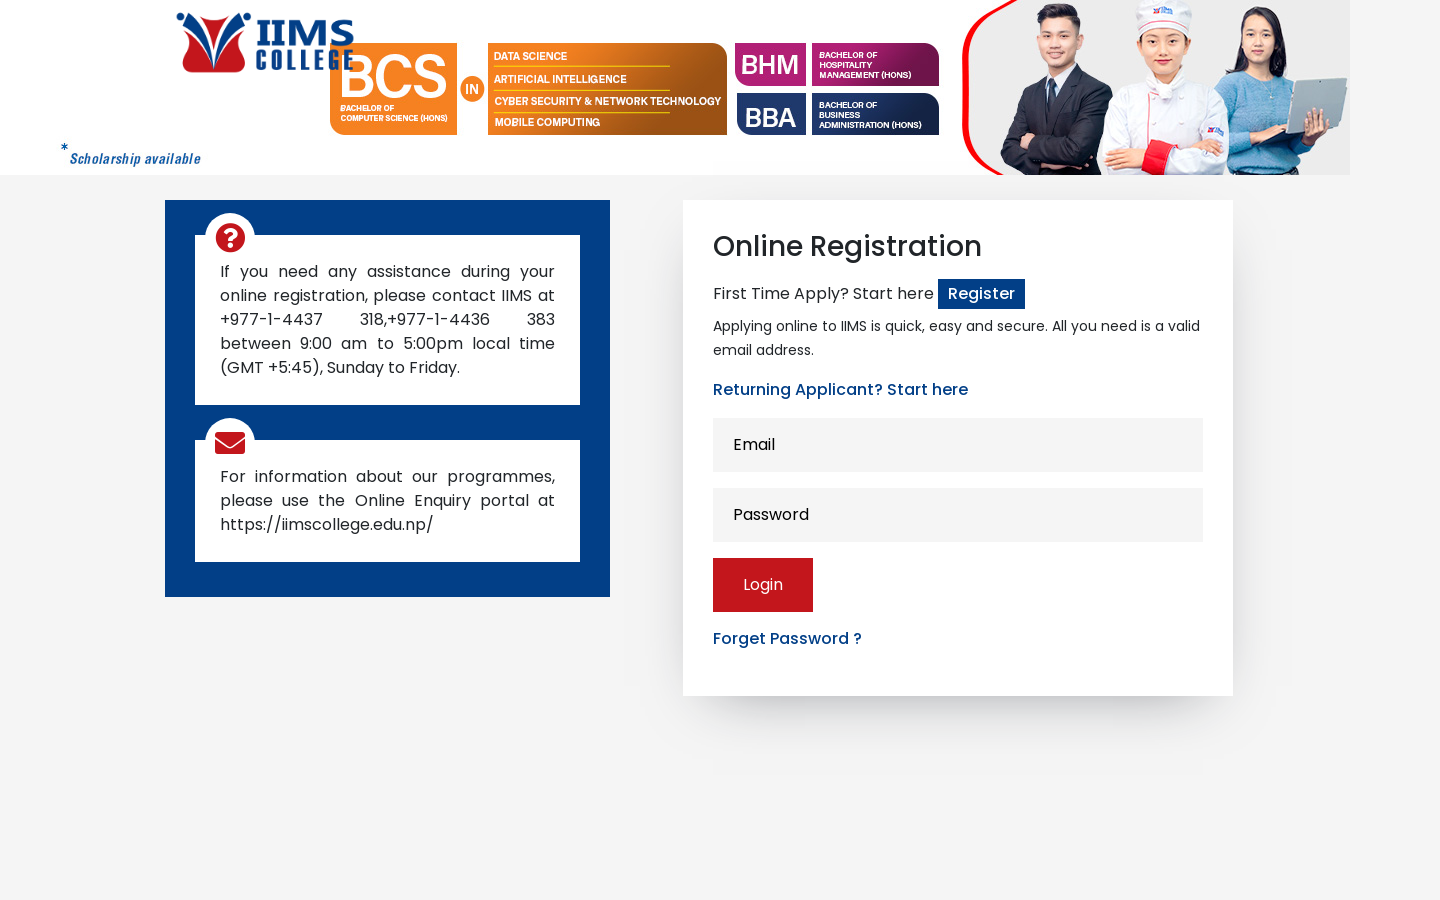 IIMS
COLLEGE
BCS
BACHELOR OF
COMPUTER SCIENCE (HONS)
IN
DATA SCIENCE
ARTIFICIAL INTELLIGENCE
CYBER SECURITY & NETWORK TECHNOLOGY
MOBILE COMPUTING
BHM
BACHELOR OF
HOSPITALITY
MANAGEMENT (HONS)
BBA
BACHELOR OF
BUSINESS
ADMINISTRATION (HONS)
*Scholarship available
If you need any assistance during your
online registration, please contact IIMS at
+977-1-4437 318,+977-1-4436 383
between 9:00 am to 5:00pm local time
(GMT +5:45), Sunday to Friday.
For information about our programmes,
please use the Online Enquiry portal at
https://iimscollege.edu.np/
Online Registration
First Time Apply? Start here Register
Applying online to IIMS is quick, easy and secure. All you need is a valid
email address.
Returning Applicant? Start here
Email
Password
Login
Forget Password ?